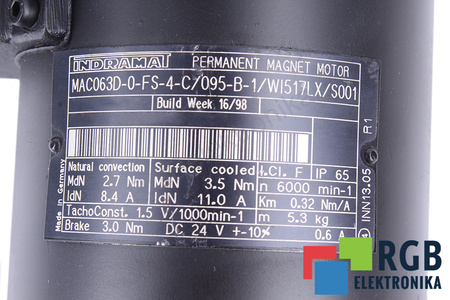 INDRAMAT PERMANENT MAGNET MOTOR
MAC063D-0-FS-4-C/095-B-1/WI517LX/S001
Build Week 16/98
Natural convection Surface cooled I.Cl. F IP 65
MdN 2.7 Nm MdN 3.5 Nm n 6000 min-1
IdN 8.4 A IdN 11.0 A Km 0.32 Nm/A
TachoConst. 1.5 V/1000min-1 m 5.3 kg
Brake 3.0 Nm DC 24 V +-10% 0.6 A
Made in Germany
INN13.05 R1
RGB
ELEKTRONIKA